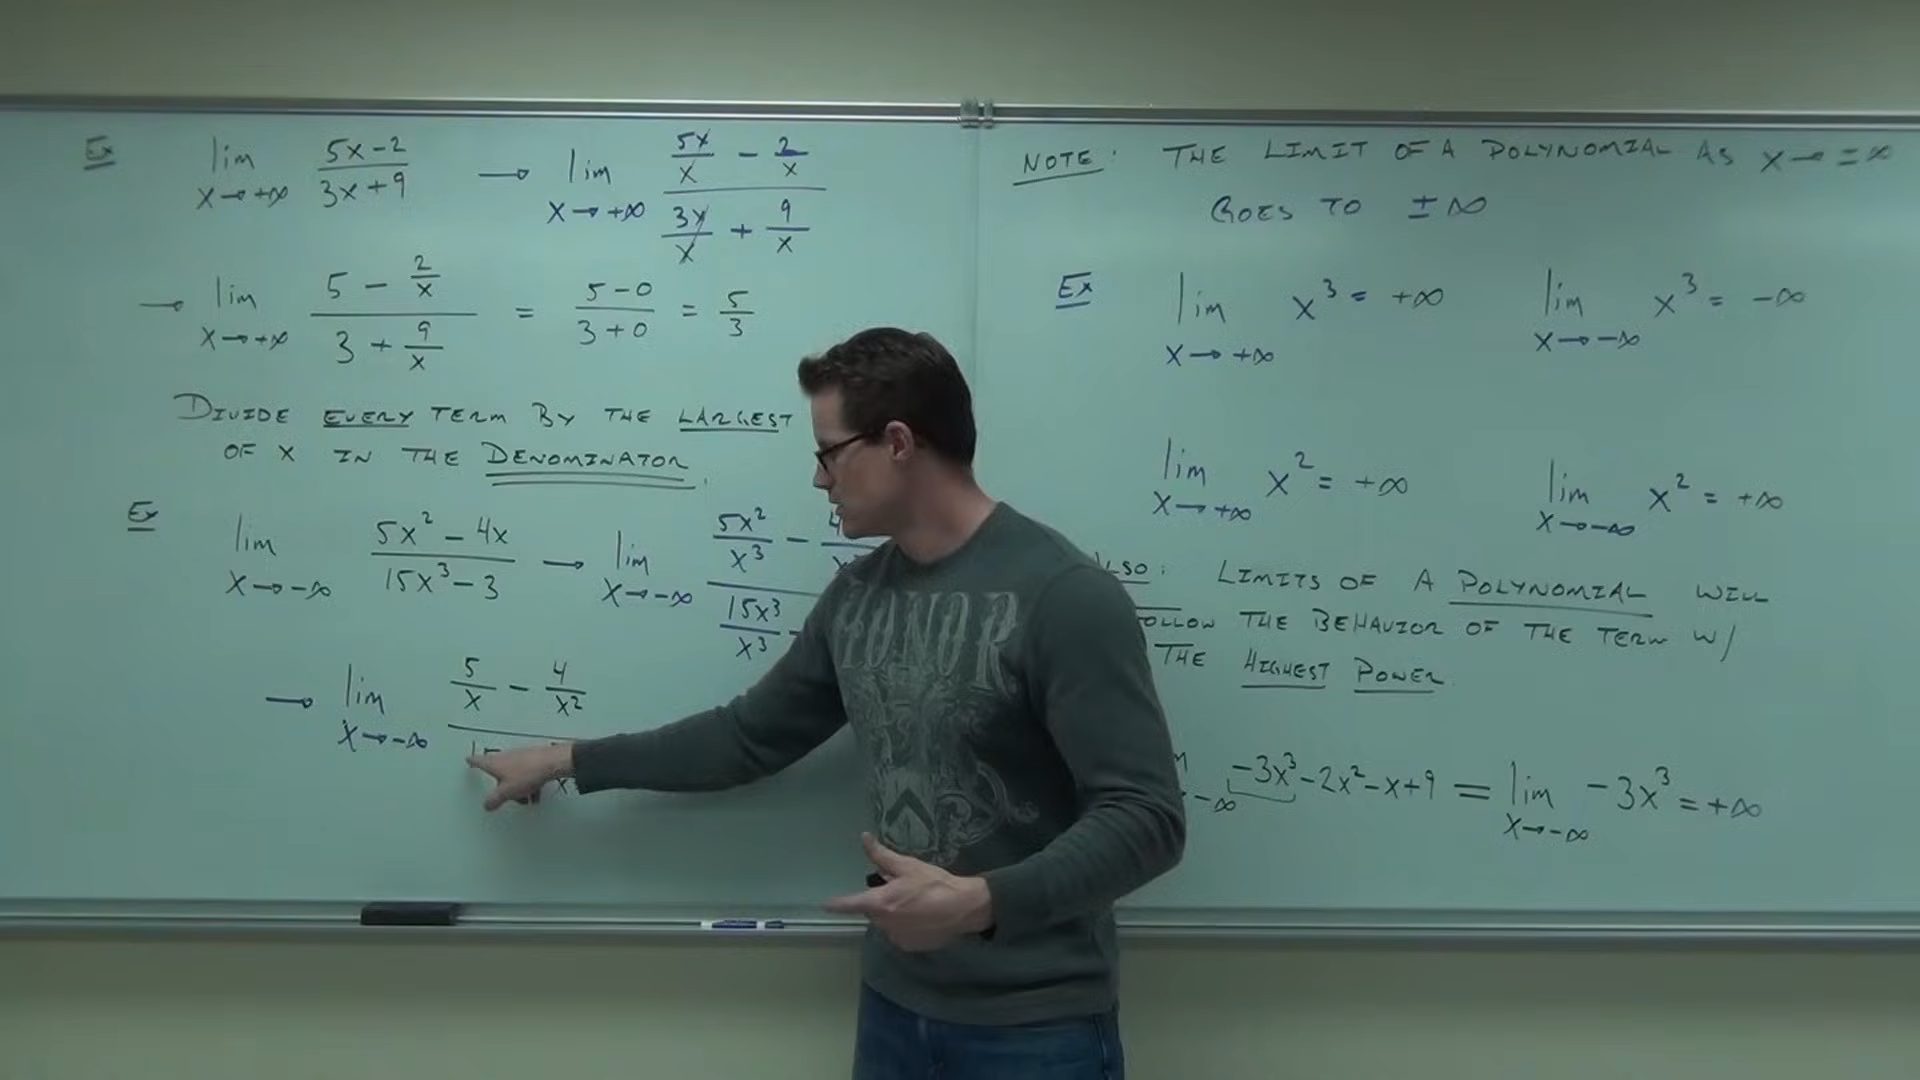 Ex lim x→+∞ (5x-2)/(3x+9) → lim x→+∞ (5x/x - 2/x)/(3x/x + 9/x)
→ lim x→+∞ (5 - 2/x)/(3 + 9/x) = (5-0)/(3+0) = 5/3
DIVIDE EVERY TERM BY THE LARGEST
OF X IN THE DENOMINATOR.
Ex lim x→-∞ (5x² - 4x)/(15x³ - 3) → lim x→-∞ (5x²/x³ - 4)/(15x³/x³ -
→ lim x→-∞ (5/x - 4/x²)/15
HONOR
NOTE: THE LIMIT OF A POLYNOMIAL AS X→±∞
GOES TO ±∞
Ex lim x→+∞ x³ = +∞ lim x→-∞ x³ = -∞
lim x→+∞ x² = +∞ lim x→-∞ x² = +∞
LSO: LIMITS OF A POLYNOMIAL WILL
OLLOW THE BEHAVIOR OF THE TERM W/
THE HIGHEST POWER.
-∞ -3x³-2x²-x+9 = lim x→-∞ -3x³ = +∞